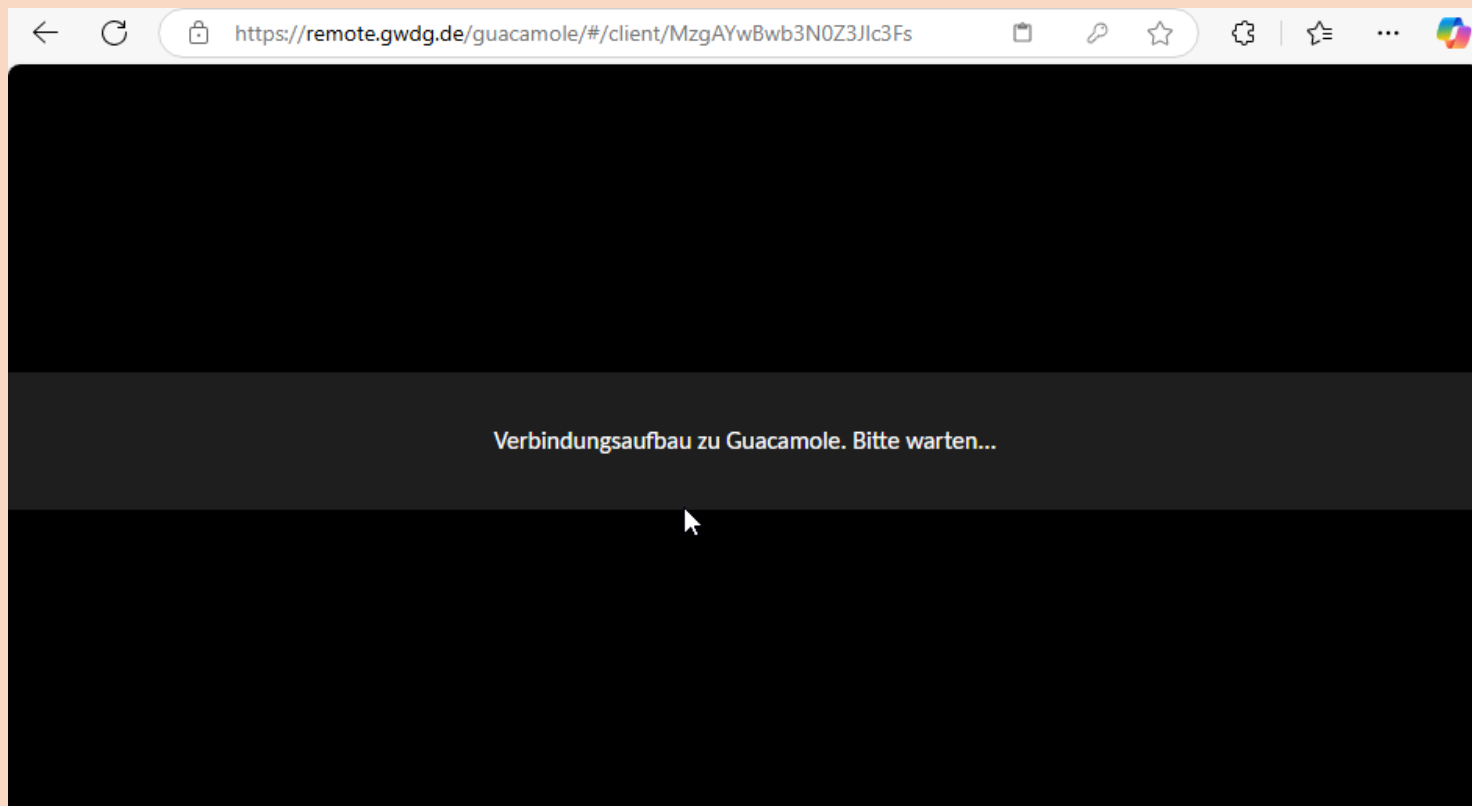 https://remote.gwdg.de/guacamole/#/client/MzgAYwBwb3N0Z3Jlc3Fs
Verbindungsaufbau zu Guacamole. Bitte warten...